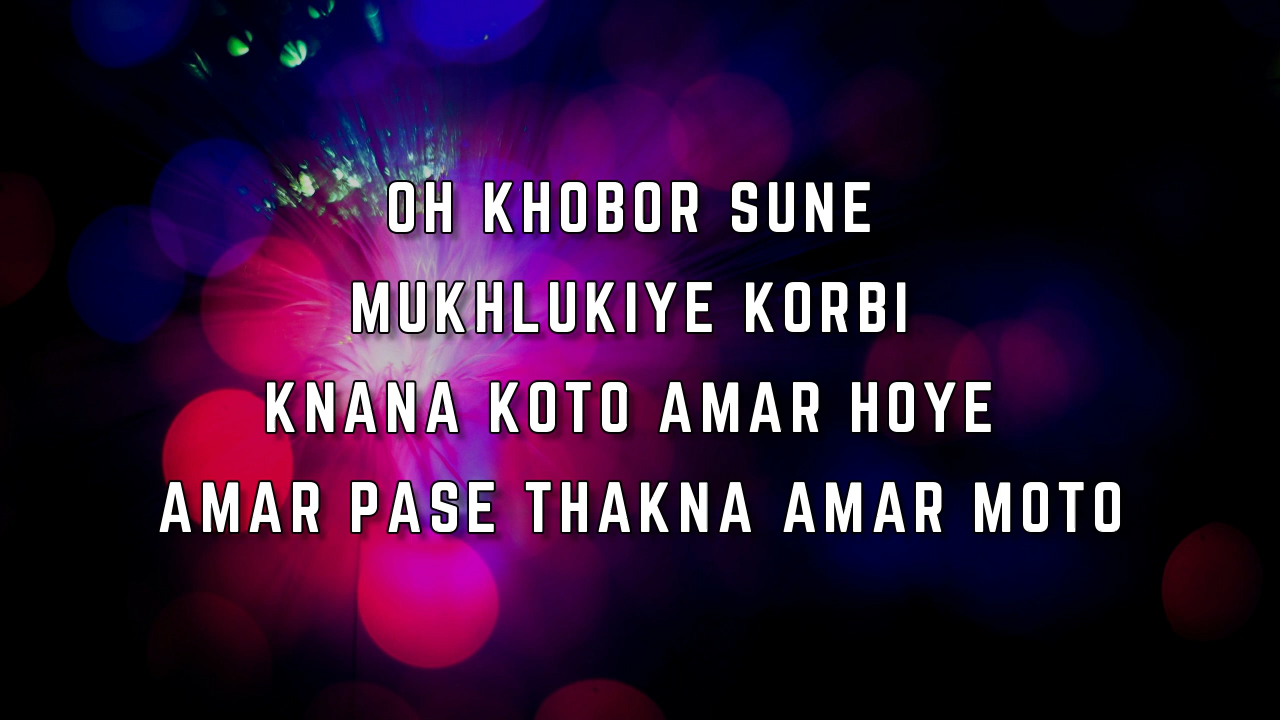 OH KHOBOR SUNE
MUKHLUKIYE KORBI
KNANA KOTO AMAR HOYE
AMAR PASE THAKNA AMAR MOTO